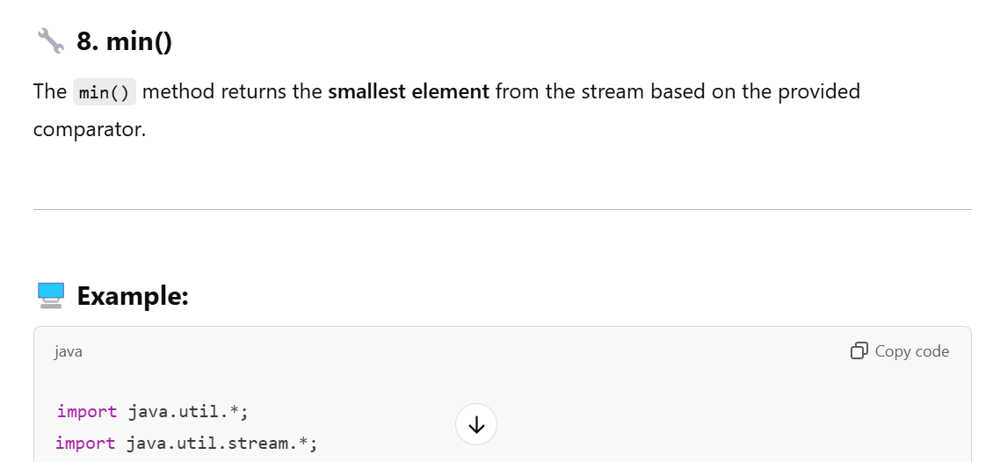 8. min()
The min() method returns the smallest element from the stream based on the provided
comparator.
Example:
java
Copy code
import java.util.*;
import java.util.stream.*;